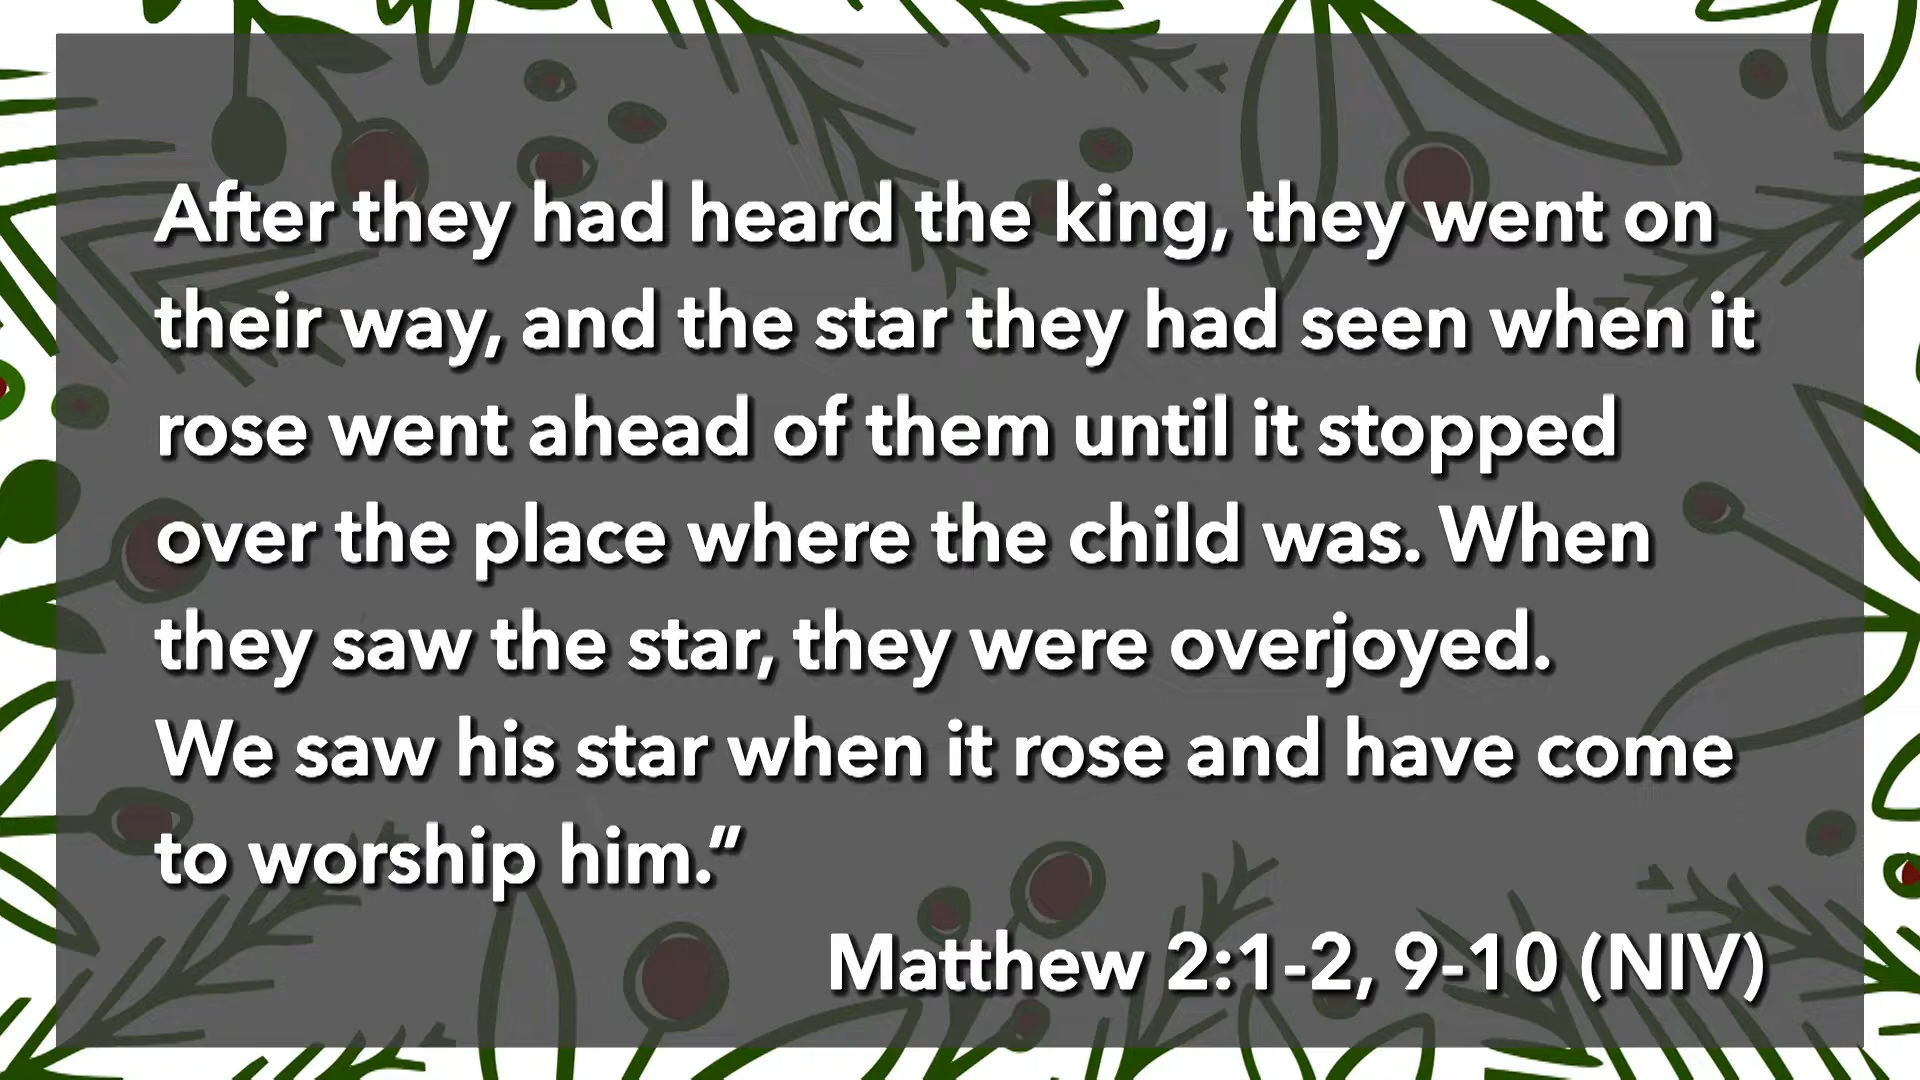 After they had heard the king, they went on
their way, and the star they had seen when it
rose went ahead of them until it stopped
over the place where the child was. When
they saw the star, they were overjoyed.
We saw his star when it rose and have come
to worship him.”
Matthew 2:1-2, 9-10 (NIV)